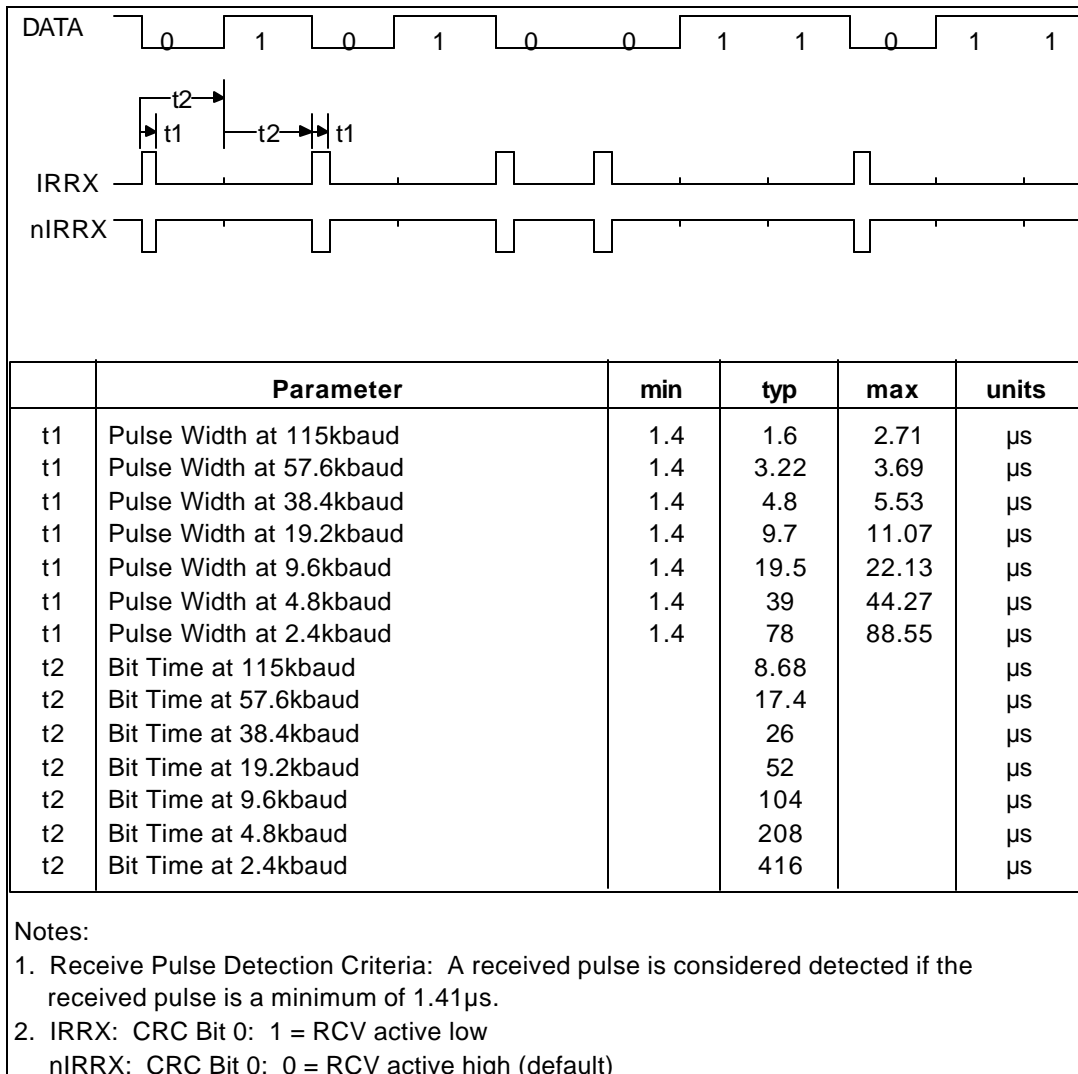 DATA 0 1 0 1 0 0 1 1 0 1 1
t2
t1 t2 t1
IRRX
nIRRX
Parameter min typ max units
t1 Pulse Width at 115kbaud 1.4 1.6 2.71 µs
t1 Pulse Width at 57.6kbaud 1.4 3.22 3.69 µs
t1 Pulse Width at 38.4kbaud 1.4 4.8 5.53 µs
t1 Pulse Width at 19.2kbaud 1.4 9.7 11.07 µs
t1 Pulse Width at 9.6kbaud 1.4 19.5 22.13 µs
t1 Pulse Width at 4.8kbaud 1.4 39 44.27 µs
t1 Pulse Width at 2.4kbaud 1.4 78 88.55 µs
t2 Bit Time at 115kbaud 8.68 µs
t2 Bit Time at 57.6kbaud 17.4 µs
t2 Bit Time at 38.4kbaud 26 µs
t2 Bit Time at 19.2kbaud 52 µs
t2 Bit Time at 9.6kbaud 104 µs
t2 Bit Time at 4.8kbaud 208 µs
t2 Bit Time at 2.4kbaud 416 µs
Notes:
1. Receive Pulse Detection Criteria: A received pulse is considered detected if the
received pulse is a minimum of 1.41µs.
2. IRRX: CRC Bit 0: 1 = RCV active low
nIRRX: CRC Bit 0: 0 = RCV active high (default)